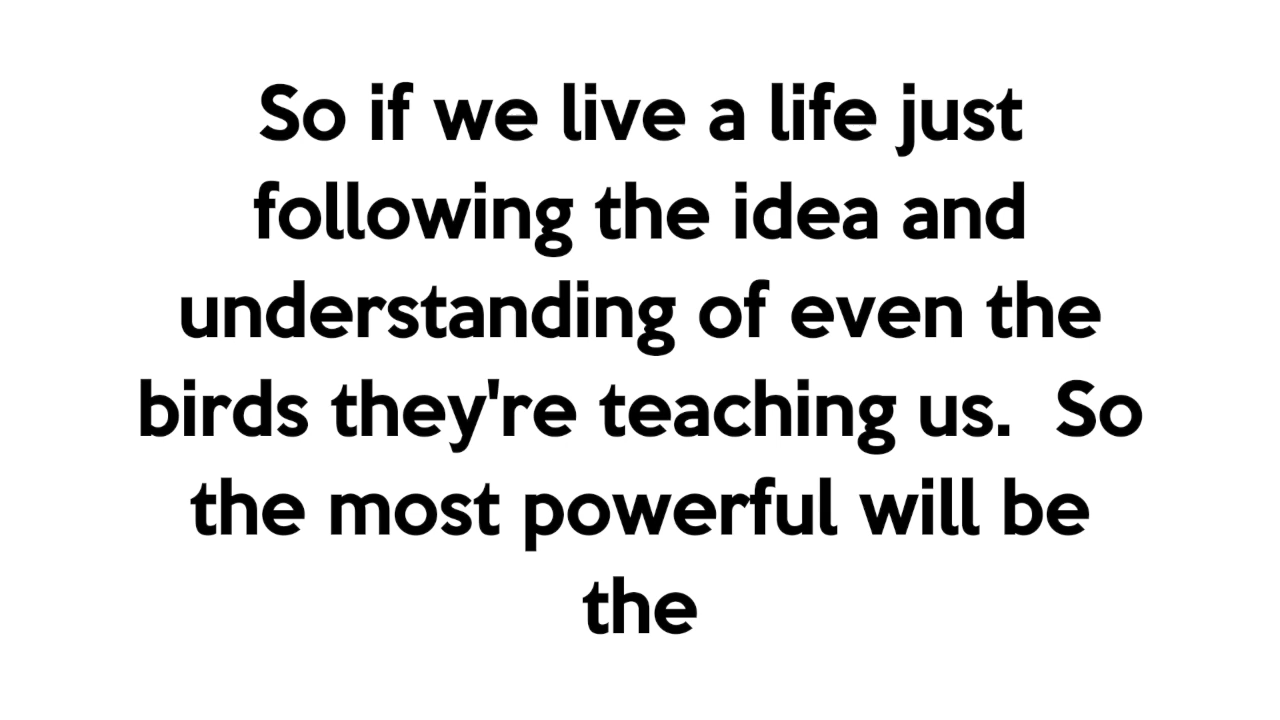 So if we live a life just
following the idea and
understanding of even the
birds they're teaching us.  So
the most powerful will be
the